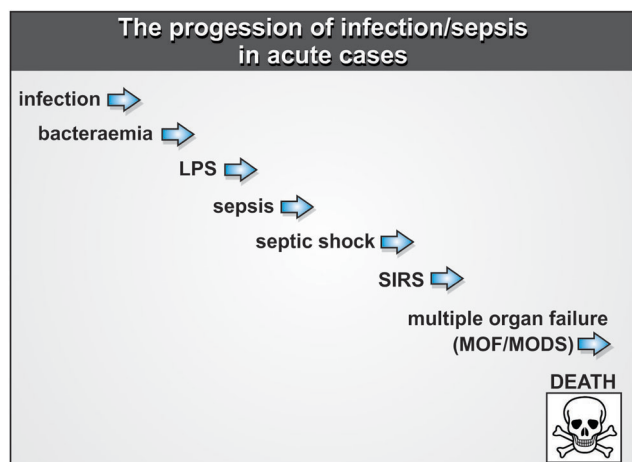 The progession of infection/sepsis
in acute cases
infection
bacteraemia
LPS
sepsis
septic shock
SIRS
multiple organ failure
(MOF/MODS)
DEATH